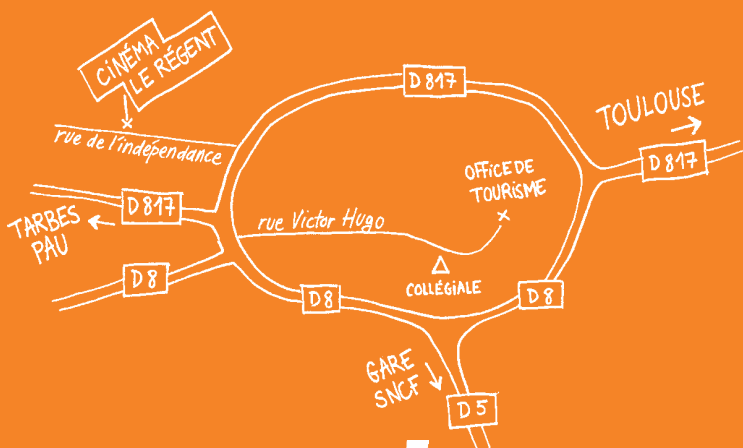 CINÉMA
LE RÉGENT
D817
TOULOUSE
rue de l'indépendance
D817
OFFICE DE
TOURISME
D817
TARBES
PAU
rue Victor Hugo
D8
COLLÉGIALE
D8
D8
GARE
SNCF
D5